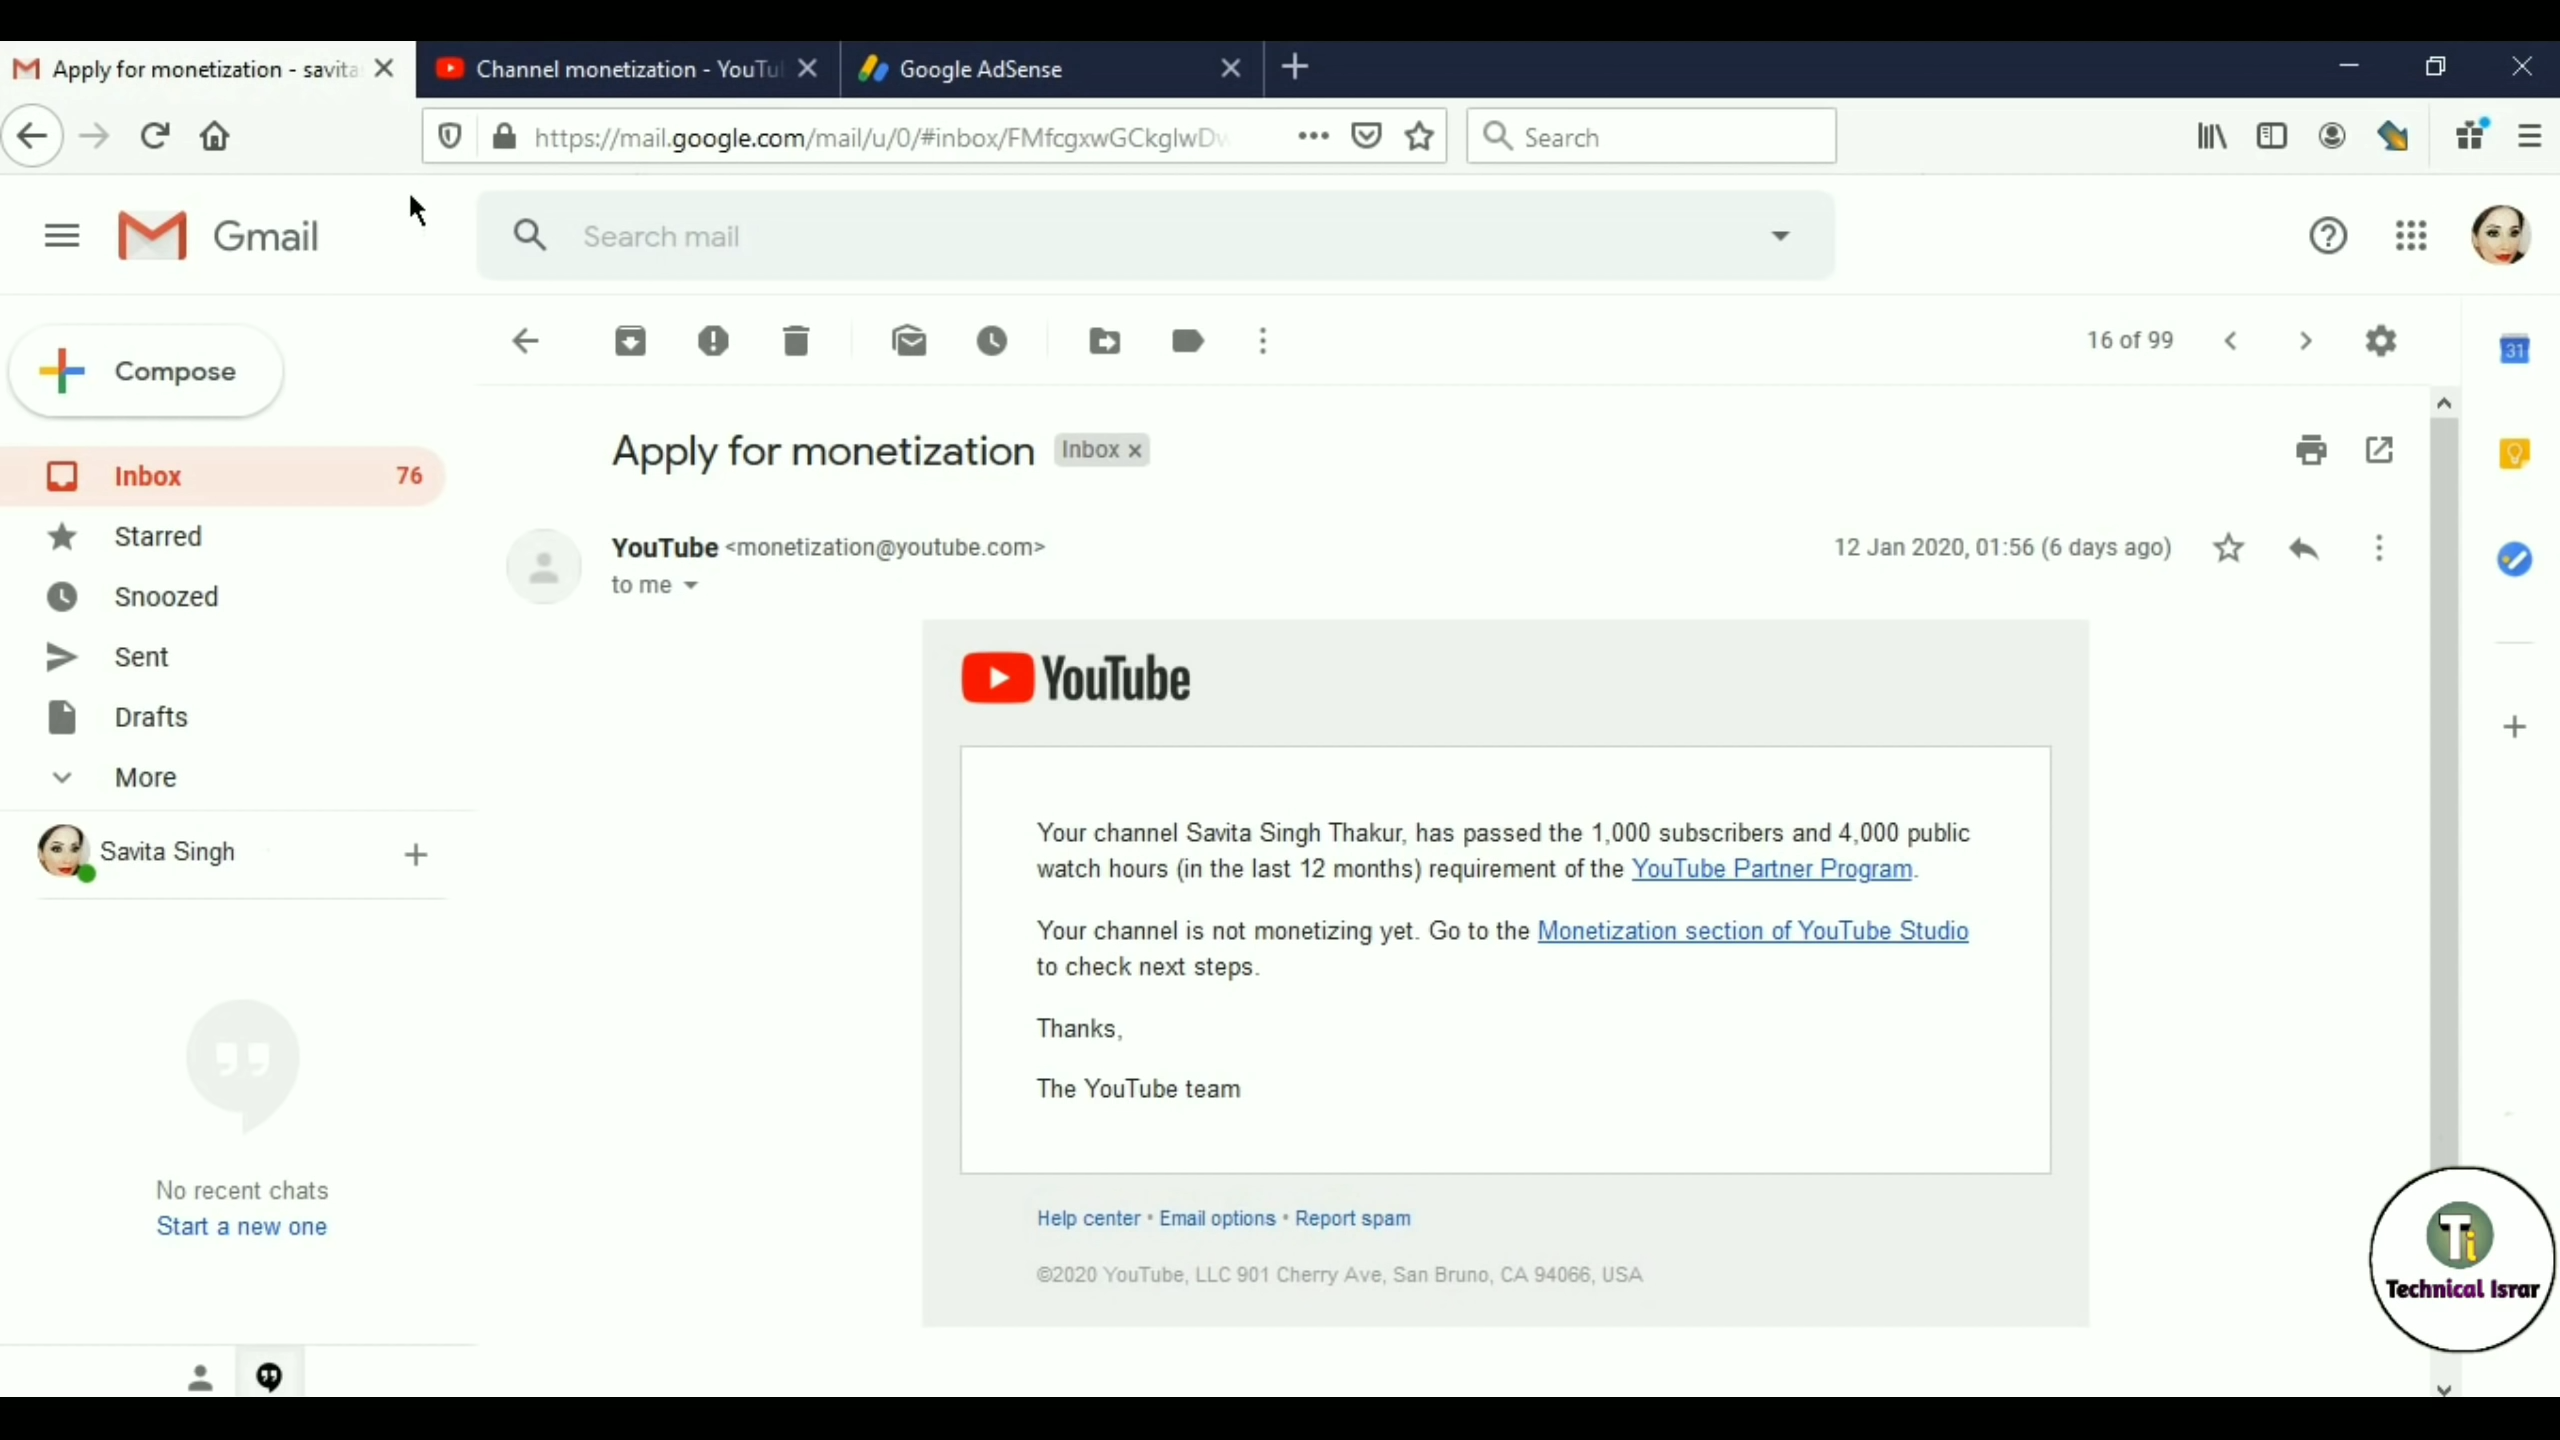 Apply for monetization - savita
Channel monetization - YouTu
Google AdSense
https://mail.google.com/mail/u/0/#inbox/FMfcgxwGCkglwDw
Search
Gmail
Search mail
Compose
16 of 99
31
Inbox 76
Starred
Snoozed
Sent
Drafts
More
Savita Singh
No recent chats
Start a new one
Apply for monetization Inbox x
YouTube <monetization@youtube.com>
12 Jan 2020, 01:56 (6 days ago)
to me
YouTube
Your channel Savita Singh Thakur, has passed the 1,000 subscribers and 4,000 public
watch hours (in the last 12 months) requirement of the YouTube Partner Program.
Your channel is not monetizing yet. Go to the Monetization section of YouTube Studio
to check next steps.
Thanks,
The YouTube team
Help center • Email options • Report spam
©2020 YouTube, LLC 901 Cherry Ave, San Bruno, CA 94066, USA
Ti
Technical Israr